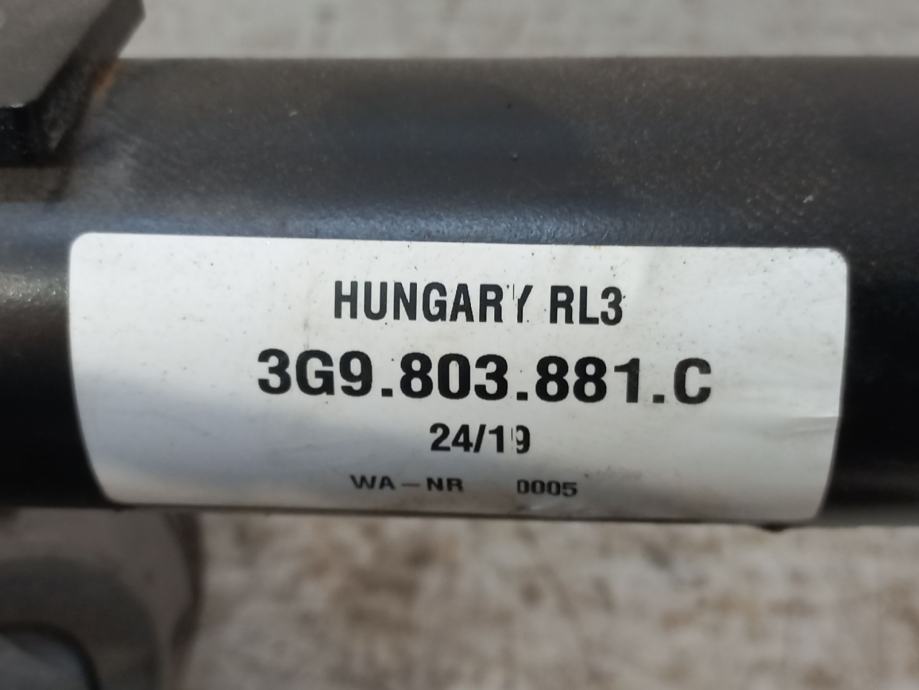 HUNGARY RL3
3G9.803.881.C
24/19
WA-NR 0005